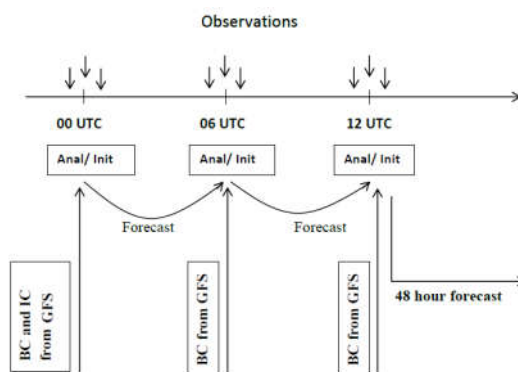 Observations
00 UTC
06 UTC
12 UTC
Anal/ Init
Anal/ Init
Anal/ Init
Forecast
Forecast
BC and IC
from GFS
BC from GFS
BC from GFS
48 hour forecast